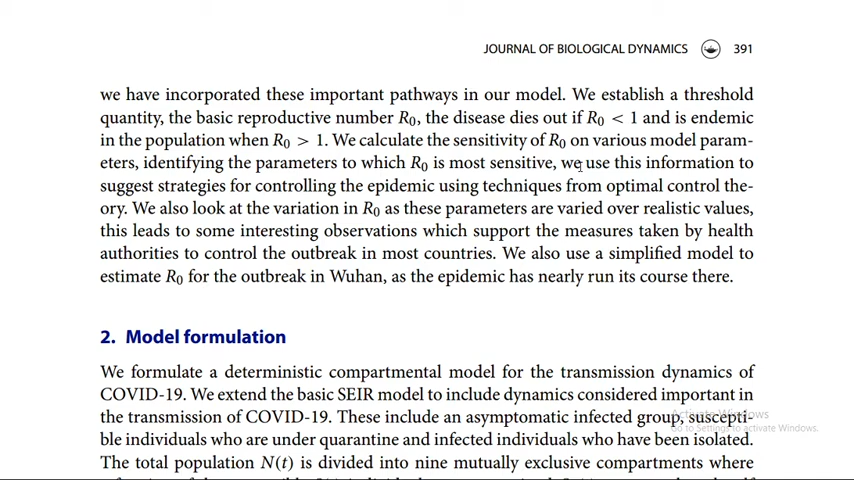 JOURNAL OF BIOLOGICAL DYNAMICS 391
we have incorporated these important pathways in our model. We establish a threshold
quantity, the basic reproductive number R0, the disease dies out if R0 < 1 and is endemic
in the population when R0 > 1. We calculate the sensitivity of R0 on various model param-
eters, identifying the parameters to which R0 is most sensitive, we use this information to
suggest strategies for controlling the epidemic using techniques from optimal control the-
ory. We also look at the variation in R0 as these parameters are varied over realistic values,
this leads to some interesting observations which support the measures taken by health
authorities to control the outbreak in most countries. We also use a simplified model to
estimate R0 for the outbreak in Wuhan, as the epidemic has nearly run its course there.
2. Model formulation
We formulate a deterministic compartmental model for the transmission dynamics of
COVID-19. We extend the basic SEIR model to include dynamics considered important in
the transmission of COVID-19. These include an asymptomatic infected group, suscepti-
Activate Windows
Go to Settings to activate Windows.
ble individuals who are under quarantine and infected individuals who have been isolated.
The total population N(t) is divided into nine mutually exclusive compartments where